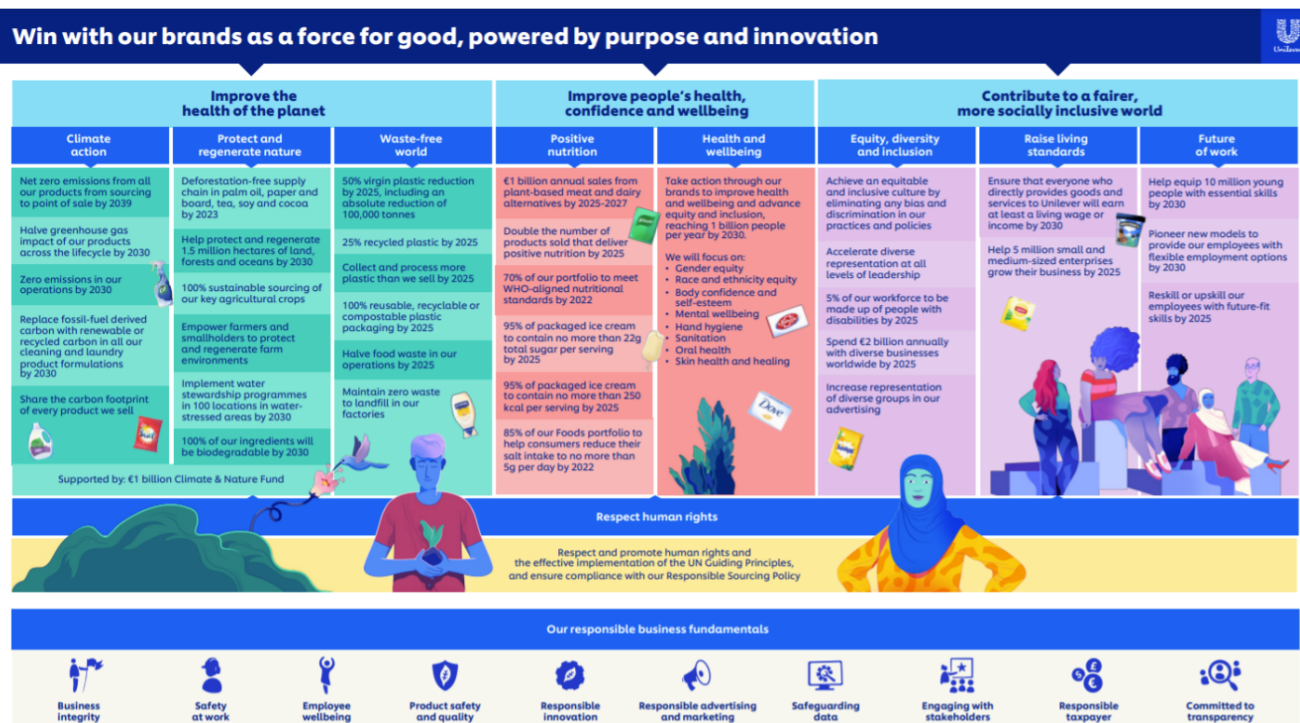 Win with our brands as a force for good, powered by purpose and innovation
Unilever
Improve the
health of the planet
Improve people's health,
confidence and wellbeing
Contribute to a fairer,
more socially inclusive world
Climate
action
Protect and
regenerate nature
Waste-free
world
Positive
nutrition
Health and
wellbeing
Equity, diversity
and inclusion
Raise living
standards
Future
of work
Net zero emissions from all
our products from sourcing
to point of sale by 2039
Halve greenhouse gas
impact of our products
across the lifecycle by 2030
Zero emissions in our
operations by 2030
Replace fossil-fuel derived
carbon with renewable or
recycled carbon in all our
cleaning and laundry
product formulations
by 2030
Share the carbon footprint
of every product we sell
Deforestation-free supply
chain in palm oil, paper and
board, tea, soy and cocoa
by 2023
Help protect and regenerate
1.5 million hectares of land,
forests and oceans by 2030
100% sustainable sourcing of
our key agricultural crops
Empower farmers and
smallholders to protect
and regenerate farm
environments
Implement water
stewardship programmes
in 100 locations in water-
stressed areas by 2030
100% of our ingredients will
be biodegradable by 2030
Supported by: €1 billion Climate & Nature Fund
50% virgin plastic reduction
by 2025, including an
absolute reduction of
100,000 tonnes
25% recycled plastic by 2025
Collect and process more
plastic than we sell by 2025
100% reusable, recyclable or
compostable plastic
packaging by 2025
Halve food waste in our
operations by 2025
Maintain zero waste
to landfill in our
factories
€1 billion annual sales from
plant-based meat and dairy
alternatives by 2025-2027
Double the number of
products sold that deliver
positive nutrition by 2025
70% of our portfolio to meet
WHO-aligned nutritional
standards by 2022
95% of packaged ice cream
to contain no more than 22g
total sugar per serving
by 2025
95% of packaged ice cream
to contain no more than 250
kcal per serving by 2025
85% of our Foods portfolio to
help consumers reduce their
salt intake to no more than
5g per day by 2022
Take action through our
brands to improve health
and wellbeing and advance
equity and inclusion,
reaching 1 billion people
per year by 2030.
We will focus on:
• Gender equity
• Race and ethnicity equity
• Body confidence and
self-esteem
• Mental wellbeing
• Hand hygiene
• Sanitation
• Oral health
• Skin health and healing
Dove
Achieve an equitable
and inclusive culture by
eliminating any bias and
discrimination in our
practices and policies
Accelerate diverse
representation at all
levels of leadership
5% of our workforce to be
made up of people with
disabilities by 2025
Spend €2 billion annually
with diverse businesses
worldwide by 2025
Increase representation
of diverse groups in our
advertising
Ensure that everyone who
directly provides goods and
services to Unilever will earn
at least a living wage or
income by 2030
Help 5 million small and
medium-sized enterprises
grow their business by 2025
Help equip 10 million young
people with essential skills
by 2030
Pioneer new models to
provide our employees with
flexible employment options
by 2030
Reskill or upskill our
employees with future-fit
skills by 2025
Respect human rights
Respect and promote human rights and
the effective implementation of the UN Guiding Principles,
and ensure compliance with our Responsible Sourcing Policy
Our responsible business fundamentals
Business
integrity
Safety
at work
Employee
wellbeing
Product safety
and quality
Responsible
innovation
Responsible advertising
and marketing
Safeguarding
data
Engaging with
stakeholders
Responsible
taxpayer
Committed to
transparency